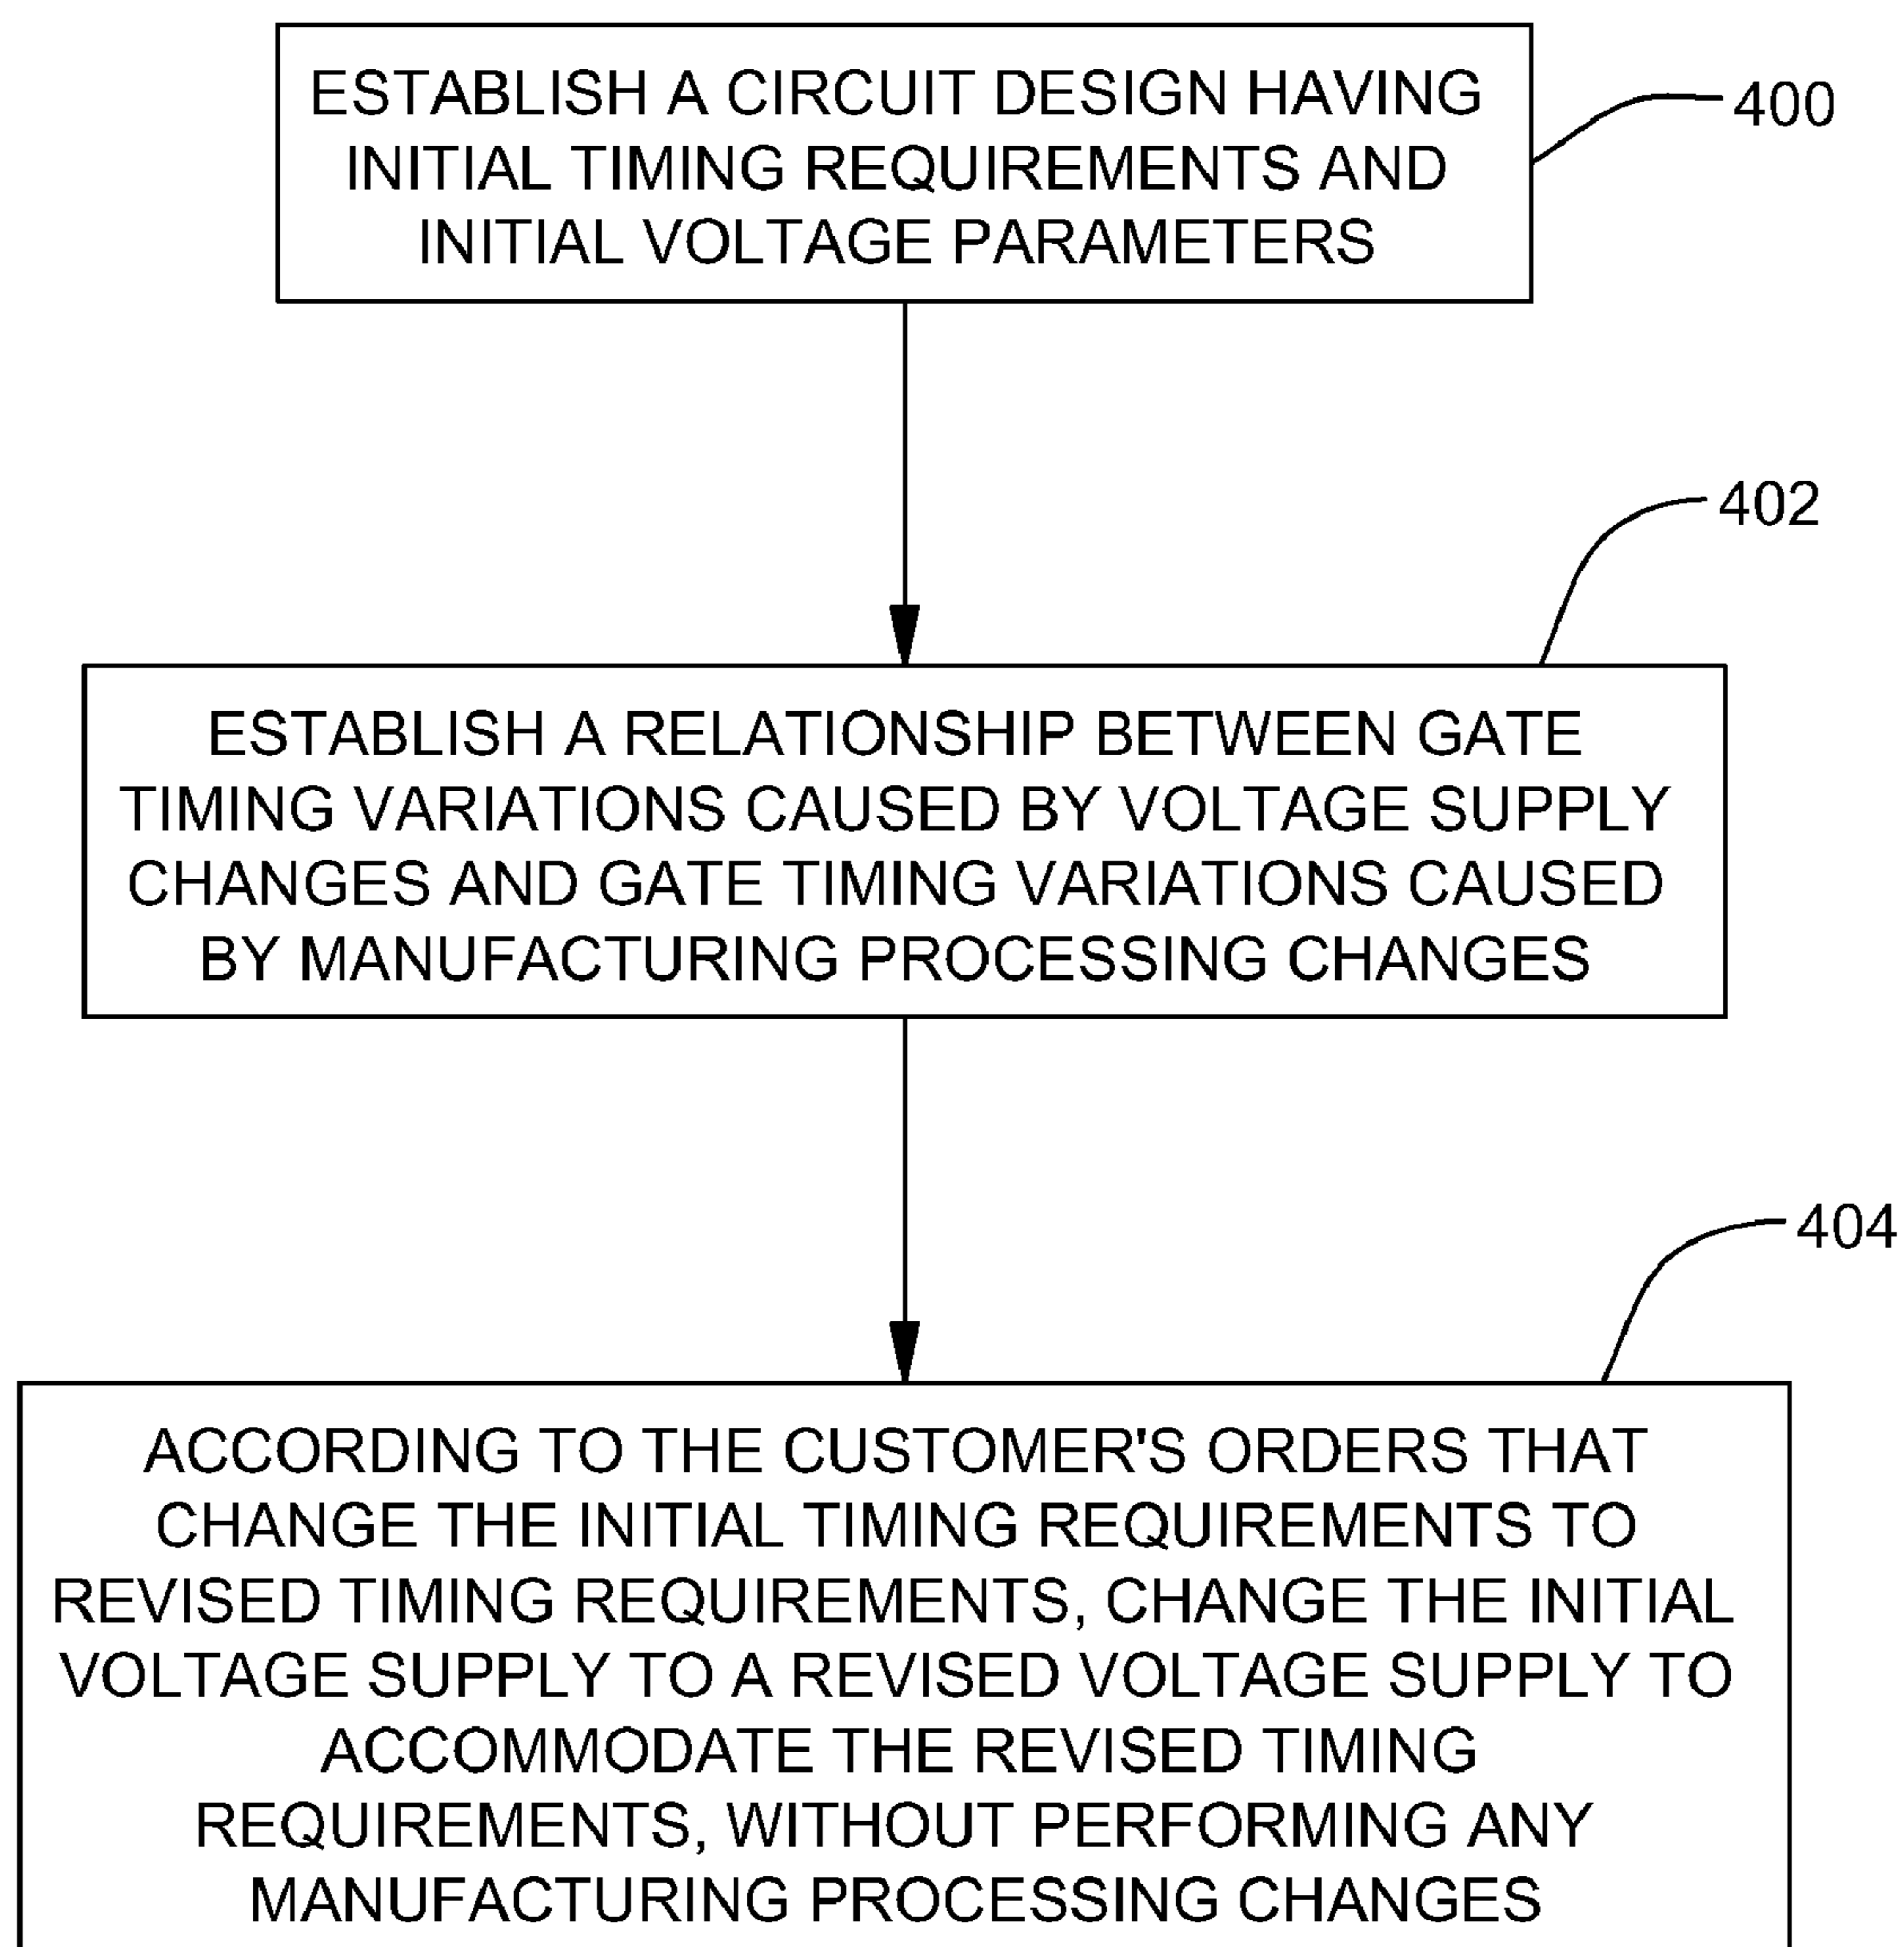 ESTABLISH A CIRCUIT DESIGN HAVING
INITIAL TIMING REQUIREMENTS AND
INITIAL VOLTAGE PARAMETERS
400
402
ESTABLISH A RELATIONSHIP BETWEEN GATE
TIMING VARIATIONS CAUSED BY VOLTAGE SUPPLY
CHANGES AND GATE TIMING VARIATIONS CAUSED
BY MANUFACTURING PROCESSING CHANGES
404
ACCORDING TO THE CUSTOMER'S ORDERS THAT
CHANGE THE INITIAL TIMING REQUIREMENTS TO
REVISED TIMING REQUIREMENTS, CHANGE THE INITIAL
VOLTAGE SUPPLY TO A REVISED VOLTAGE SUPPLY TO
ACCOMMODATE THE REVISED TIMING
REQUIREMENTS, WITHOUT PERFORMING ANY
MANUFACTURING PROCESSING CHANGES